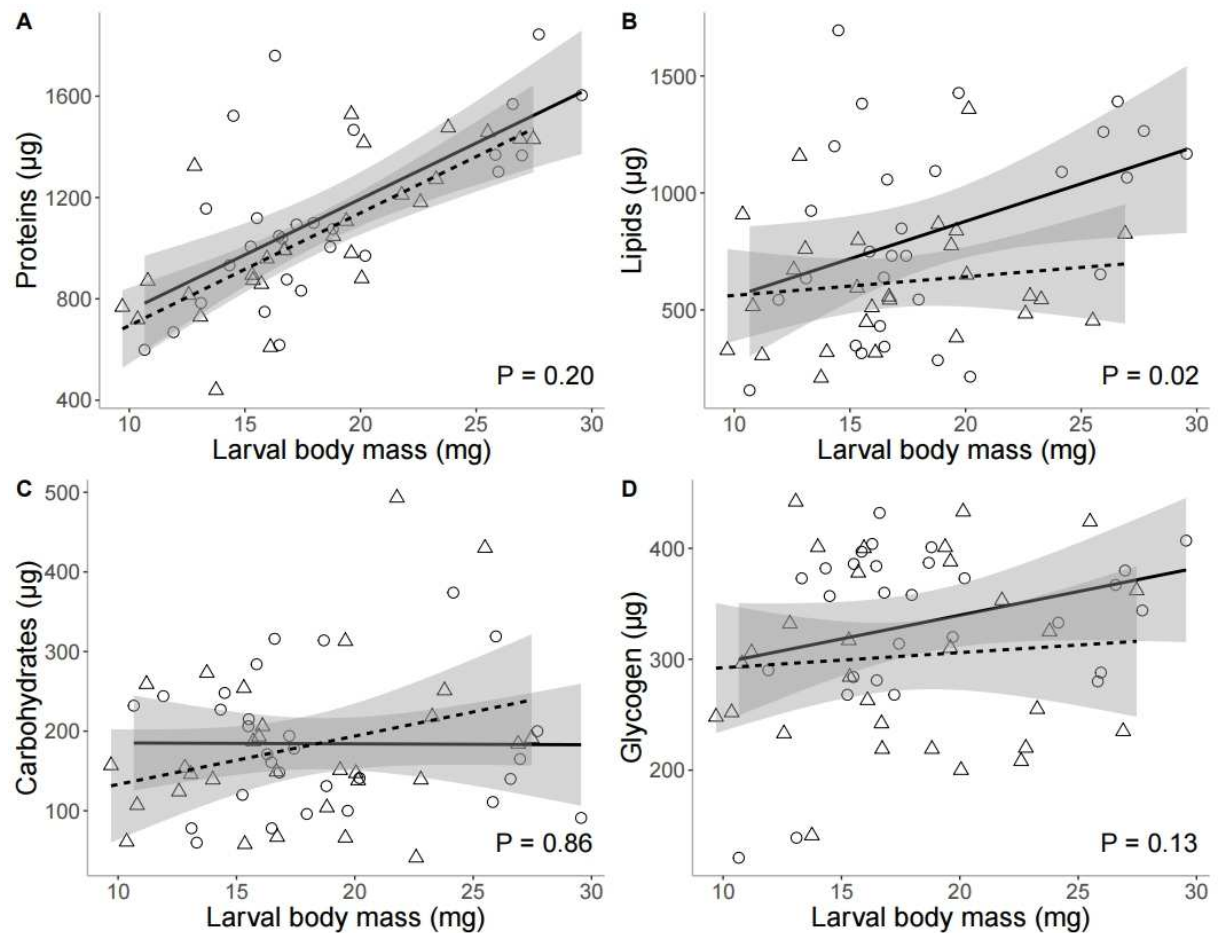 A
Proteins (µg)
1600
1200
800
400
P = 0.20
10 15 20 25 30
Larval body mass (mg)
B
Lipids (µg)
1500
1000
500
P = 0.02
10 15 20 25 30
Larval body mass (mg)
C
Carbohydrates (µg)
500
400
300
200
100
P = 0.86
10 15 20 25 30
Larval body mass (mg)
D
Glycogen (µg)
400
300
200
P = 0.13
10 15 20 25 30
Larval body mass (mg)